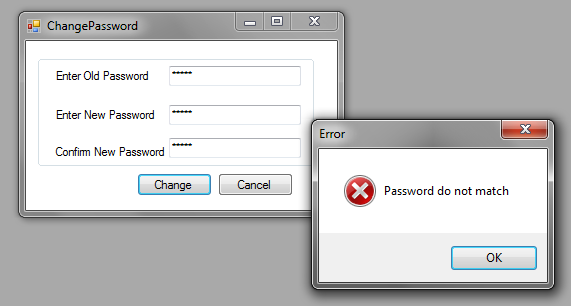 ChangePassword
Enter Old Password *****
Enter New Password *****
Confirm New Password *****
Change Cancel
Error
Password do not match
OK